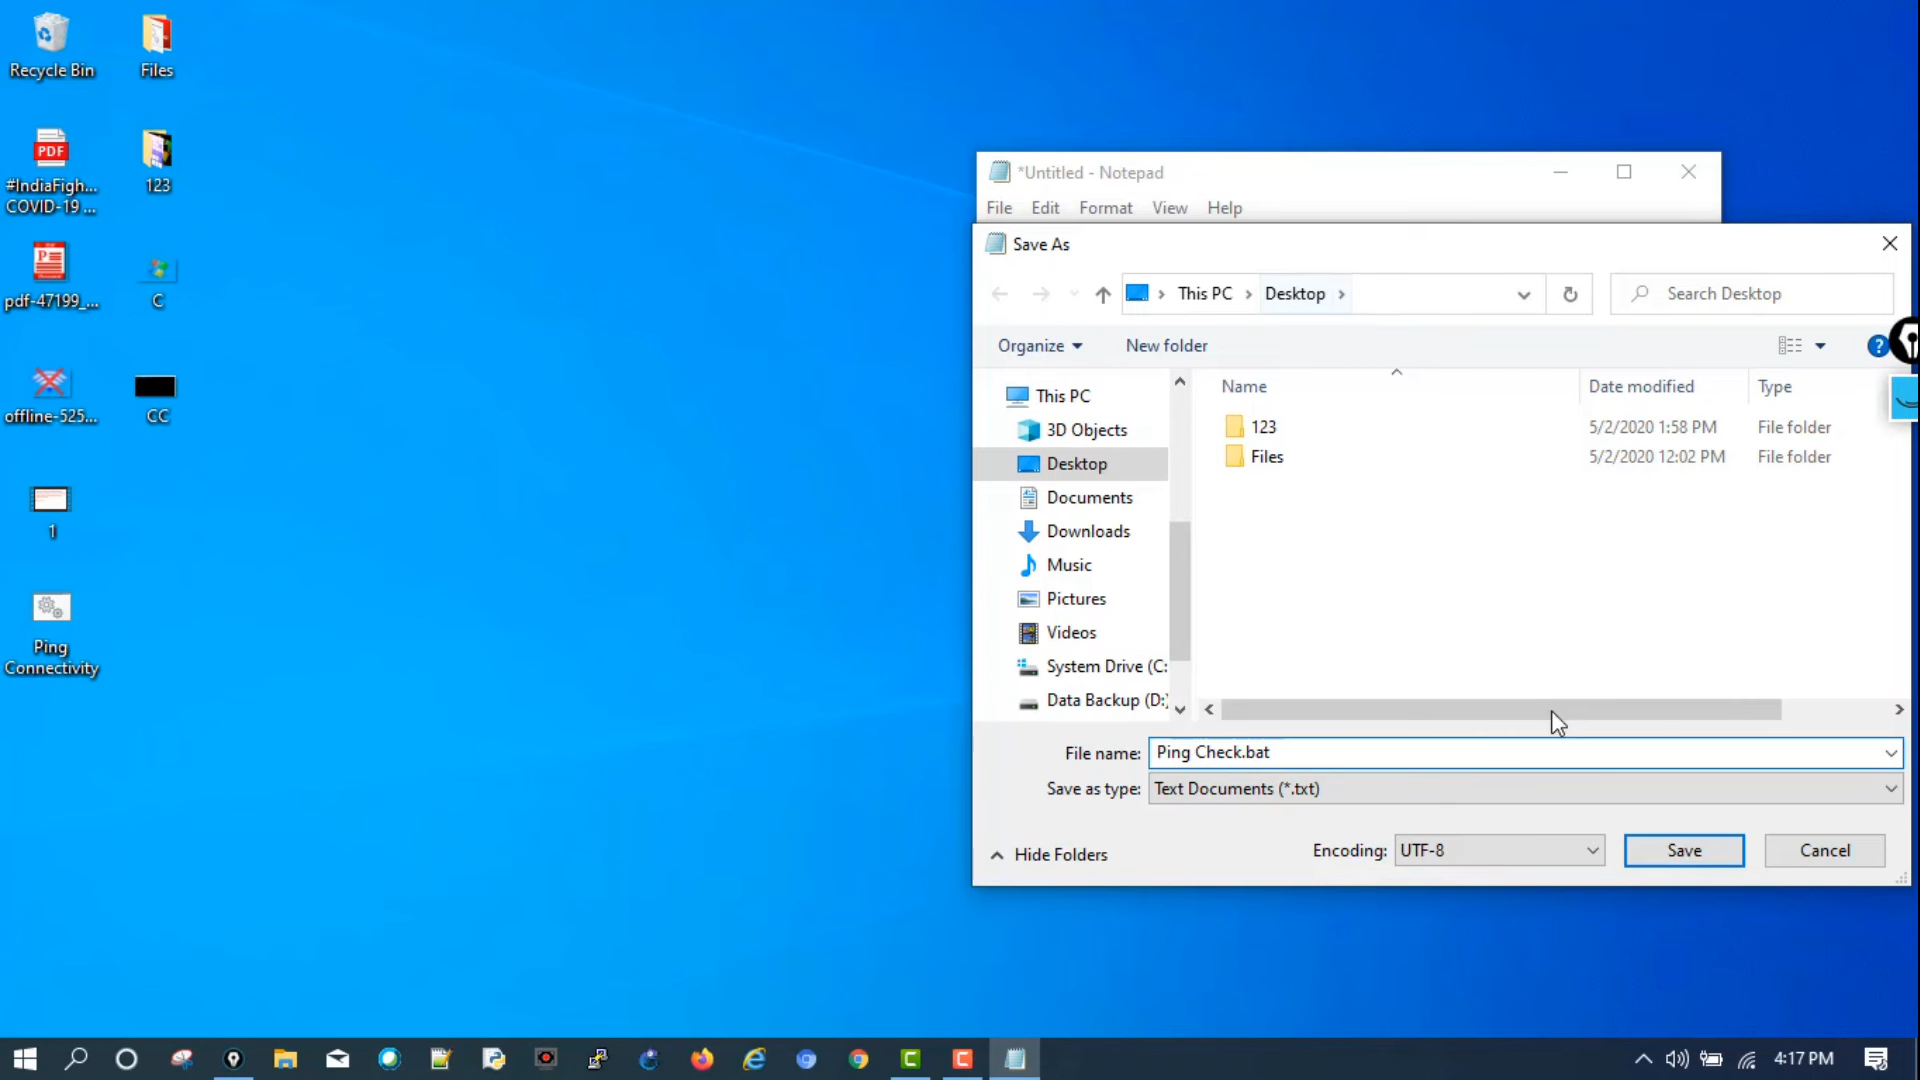 Recycle Bin
Files
#IndiaFigh...
COVID-19 ...
123
pdf-47199_...
C
offline-525...
CC
1
Ping
Connectivity
PDF
*Untitled - Notepad
File Edit Format View Help
Save As
This PC Desktop
Search Desktop
Organize New folder
Name Date modified Type
This PC
3D Objects
Desktop
Documents
Downloads
Music
Pictures
Videos
System Drive (C:
Data Backup (D:)
123 5/2/2020 1:58 PM File folder
Files 5/2/2020 12:02 PM File folder
File name: Ping Check.bat
Save as type: Text Documents (*.txt)
Hide Folders
Encoding: UTF-8
Save Cancel
4:17 PM